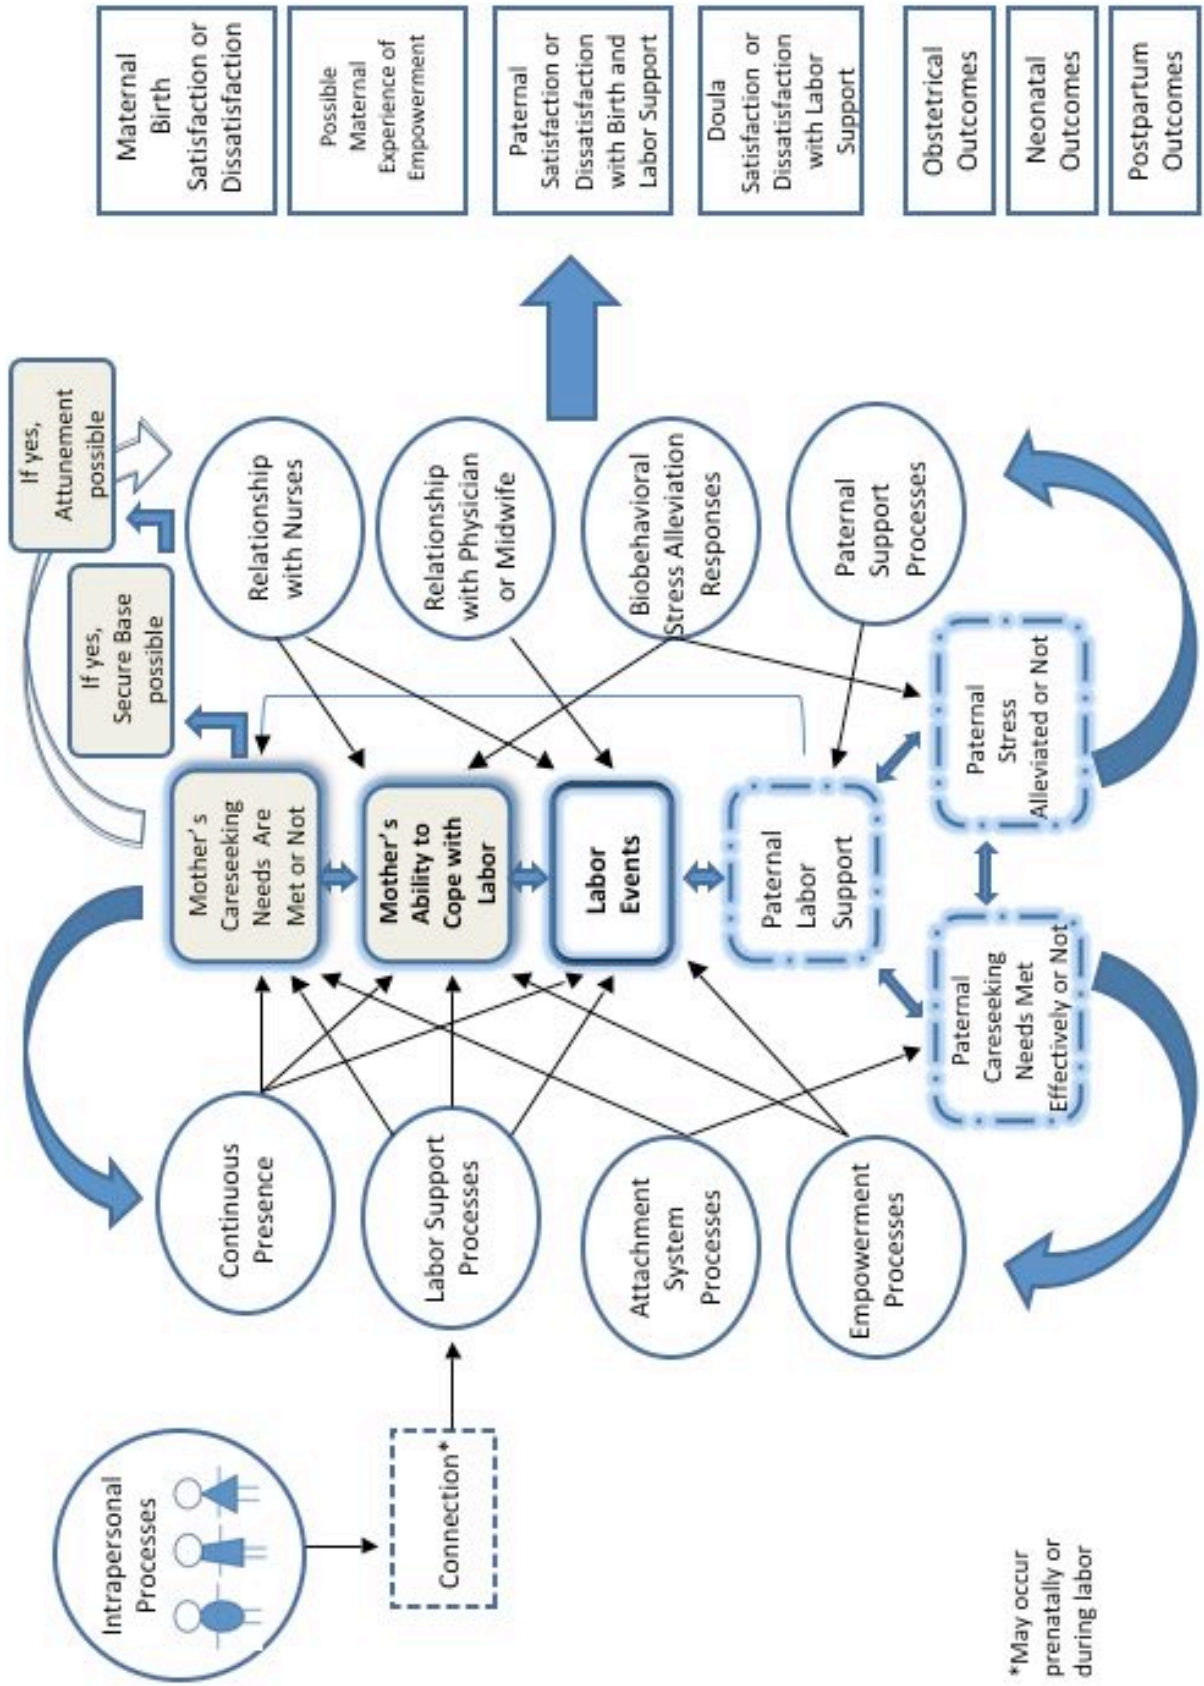 Intrapersonal
Processes
Connection*
*May occur
prenatally or
during labor
Continuous
Presence
Labor Support
Processes
Attachment
System
Processes
Empowerment
Processes
If yes,
Attunement
possible
If yes,
Secure Base
possible
Mother's
Careseeking
Needs Are
Met or Not
Mother's
Ability to
Cope with
Labor
Labor
Events
Paternal
Labor
Support
Paternal
Careseeking
Needs Met
Effectively or Not
Paternal
Stress
Alleviated or Not
Relationship
with Nurses
Relationship
with Physician
or Midwife
Biobehavioral
Stress Alleviation
Responses
Paternal
Support
Processes
Maternal
Birth
Satisfaction or
Dissatisfaction
Possible
Maternal
Experience of
Empowerment
Paternal
Satisfaction or
Dissatisfaction
with Birth and
Labor Support
Doula
Satisfaction or
Dissatisfaction
with Labor
Support
Obstetrical
Outcomes
Neonatal
Outcomes
Postpartum
Outcomes